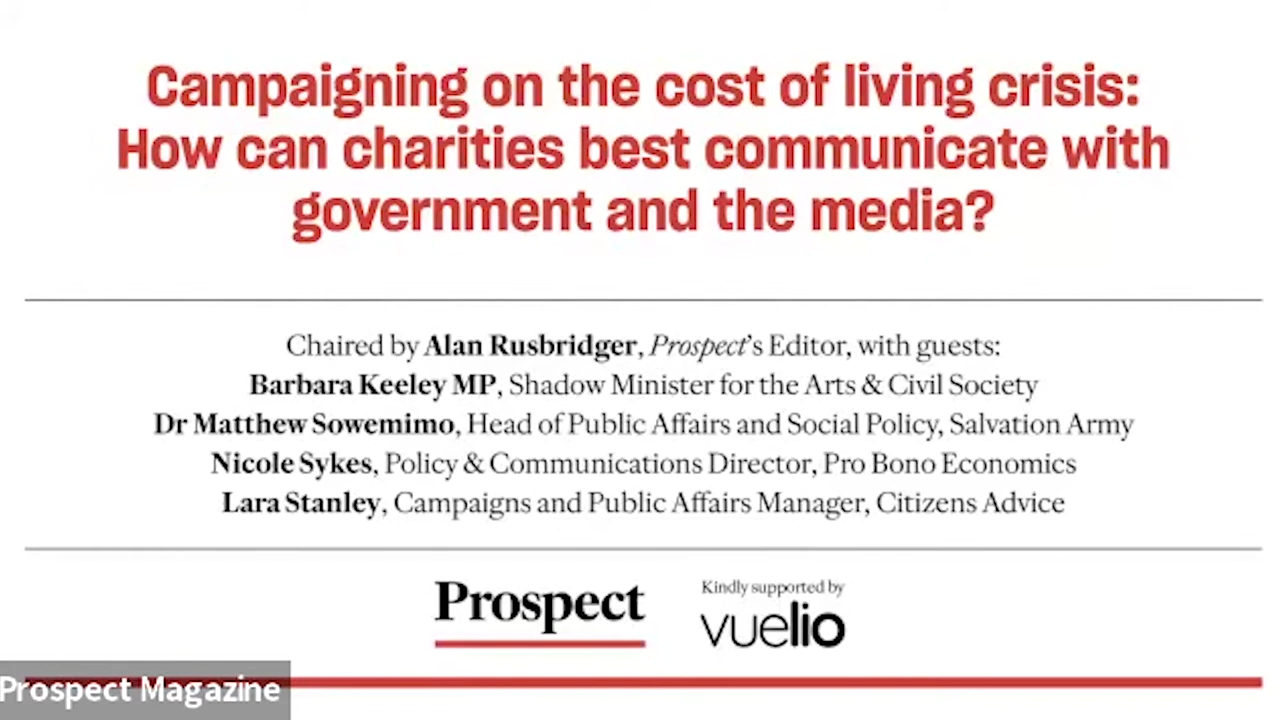 Campaigning on the cost of living crisis:
How can charities best communicate with
government and the media?
Chaired by Alan Rusbridger, Prospect's Editor, with guests:
Barbara Keeley MP, Shadow Minister for the Arts & Civil Society
Dr Matthew Sowemimo, Head of Public Affairs and Social Policy, Salvation Army
Nicole Sykes, Policy & Communications Director, Pro Bono Economics
Lara Stanley, Campaigns and Public Affairs Manager, Citizens Advice
Prospect
Kindly supported by
vuelio
Prospect Magazine